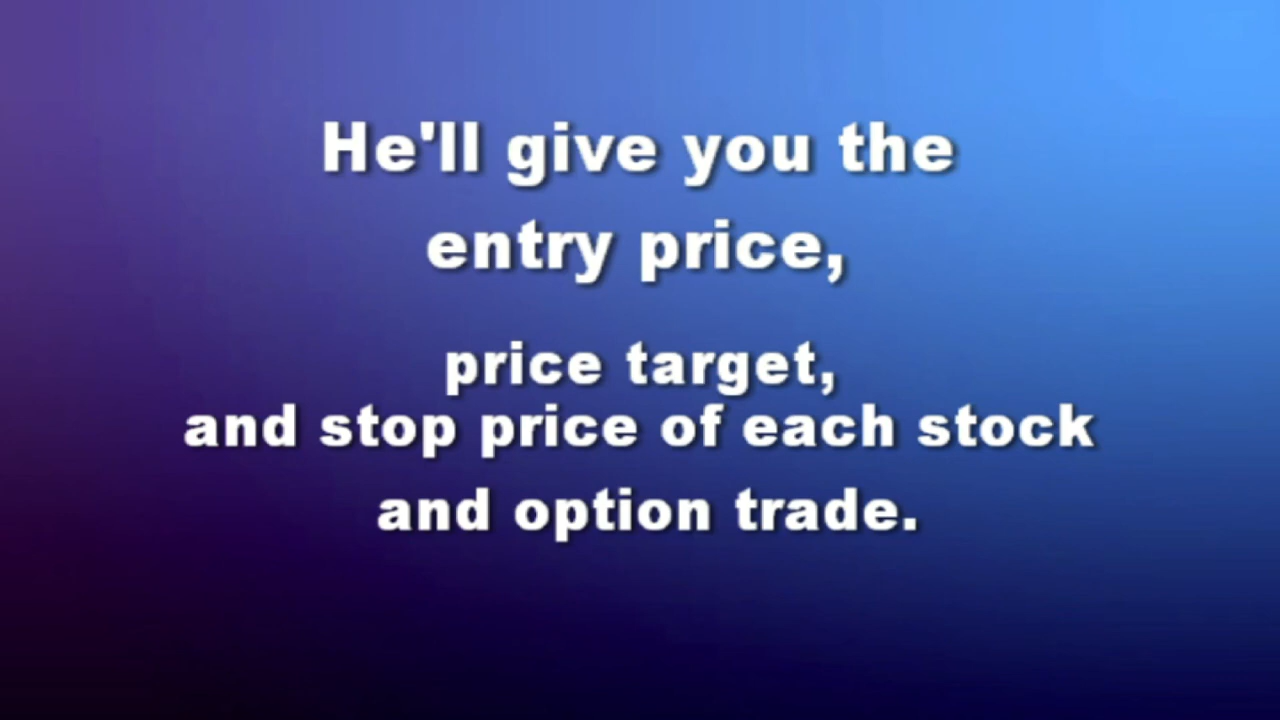 He'll give you the
entry price,
price target,
and stop price of each stock
and option trade.